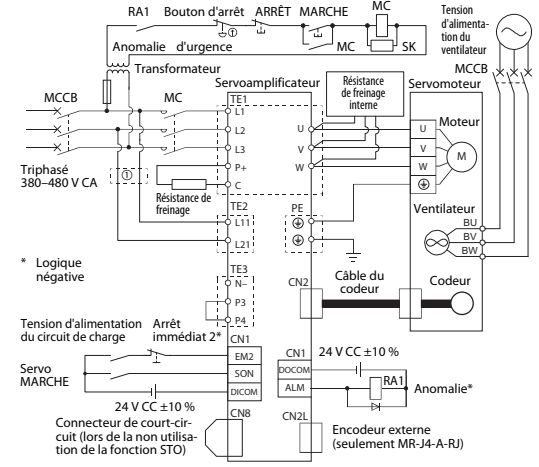 RA1 Bouton d'arrêt ARRÊT MARCHE MC
①
Anomalie d'urgence MC SK
Tension
d'alimenta-
tion du
ventilateur
MCCB
Transformateur
Servoamplificateur
Résistance
de freinage
interne
Servomoteur
MCCB MC
TE1
L1
L2
L3
P+
C
U
V
W
U
V
W
Moteur
M
Triphasé
380–480 V CA
①
Résistance de
freinage
TE2
L11
L21
PE
Ventilateur
BU
BV
BW
* Logique
négative
TE3
N−
P3
P4
CN2
Câble du
codeur
Codeur
Tension d'alimentation
du circuit de charge
Arrêt
immédiat 2*
Servo
MARCHE
CN1
EM2
SON
DICOM
24 V CC ±10 %
CN1
DOCOM
ALM
24 V CC ±10 %
RA1
Anomalie*
Connecteur de court-cir-
cuit (lors de la non utilisa-
tion de la fonction STO)
CN8
CN2L
Encodeur externe
(seulement MR-J4-A-RJ)